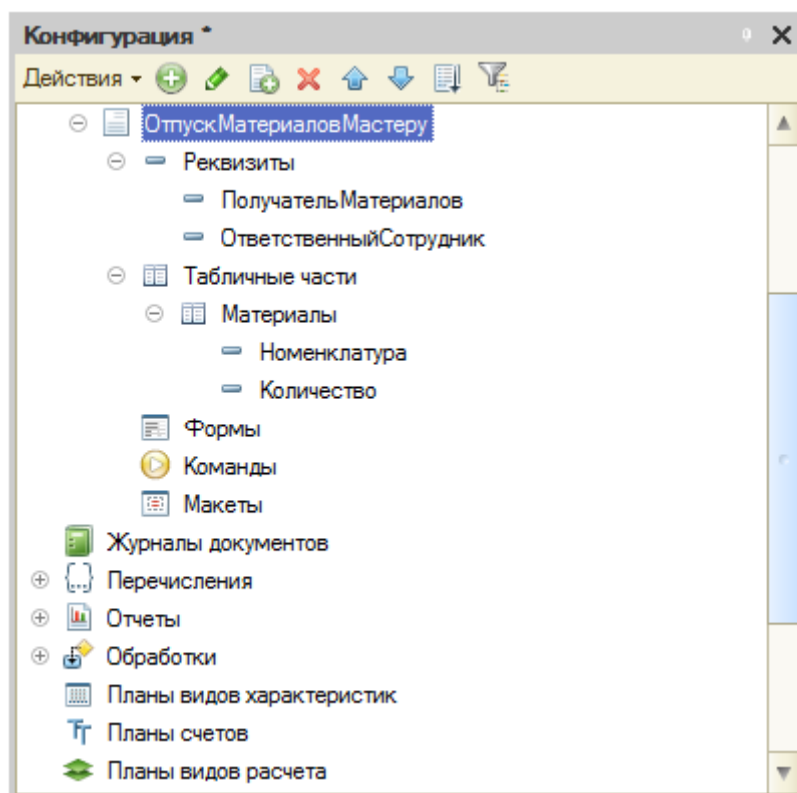 Конфигурация *
Действия
ОтпускМатериаловМастеру
Реквизиты
ПолучательМатериалов
ОтветственныйСотрудник
Табличные части
Материалы
Номенклатура
Количество
Формы
Команды
Макеты
Журналы документов
Перечисления
Отчеты
Обработки
Планы видов характеристик
Планы счетов
Планы видов расчета